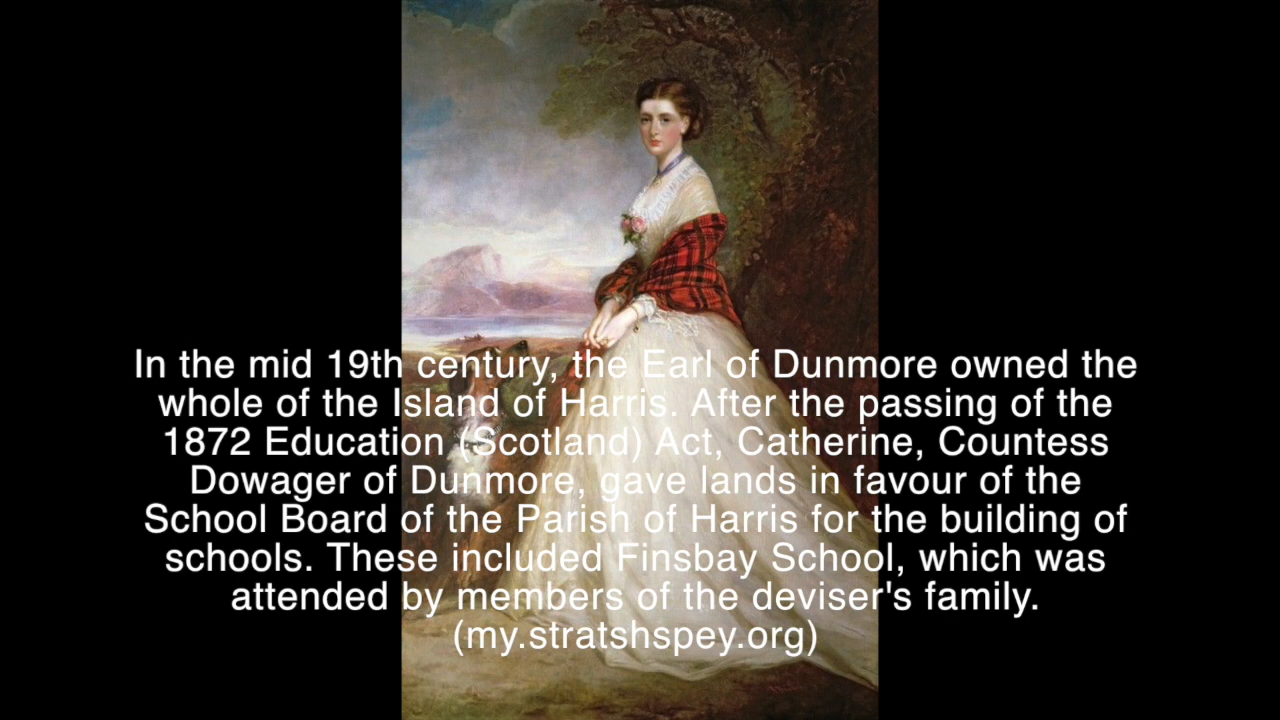 In the mid 19th century, the Earl of Dunmore owned the
whole of the Island of Harris. After the passing of the
1872 Education (Scotland) Act, Catherine, Countess
Dowager of Dunmore, gave lands in favour of the
School Board of the Parish of Harris for the building of
schools. These included Finsbay School, which was
attended by members of the deviser's family.
(my.stratshspey.org)